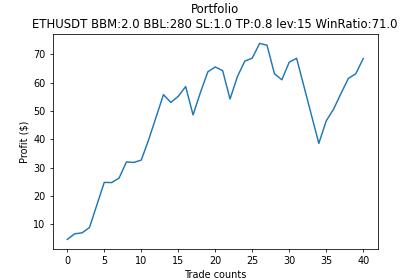 Portfolio
ETHUSDT BBM:2.0 BBL:280 SL:1.0 TP:0.8 lev:15 WinRatio:71.0
70
60
50
40
30
20
10
Profit ($)
0 5 10 15 20 25 30 35 40
Trade counts